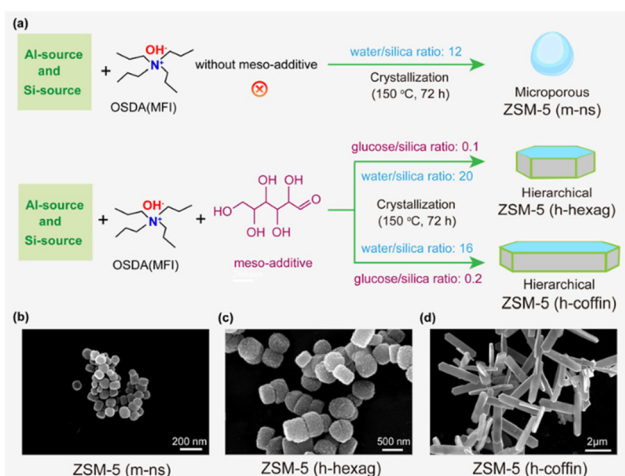 (a)
Al-source
and
Si-source
+
OH-
N+
OSDA(MFI)
without meso-additive
water/silica ratio: 12
Crystallization
(150 °C, 72 h)
Microporous
ZSM-5 (m-ns)
Al-source
and
Si-source
+
OH-
N+
OSDA(MFI)
+
OH OH
HO
O
OH OH
meso-additive
glucose/silica ratio: 0.1
water/silica ratio: 20
Crystallization
(150 °C, 72 h)
water/silica ratio: 16
glucose/silica ratio: 0.2
Hierarchical
ZSM-5 (h-hexag)
Hierarchical
ZSM-5 (h-coffin)
(b)
200 nm
ZSM-5 (m-ns)
(c)
500 nm
ZSM-5 (h-hexag)
(d)
2µm
ZSM-5 (h-coffin)